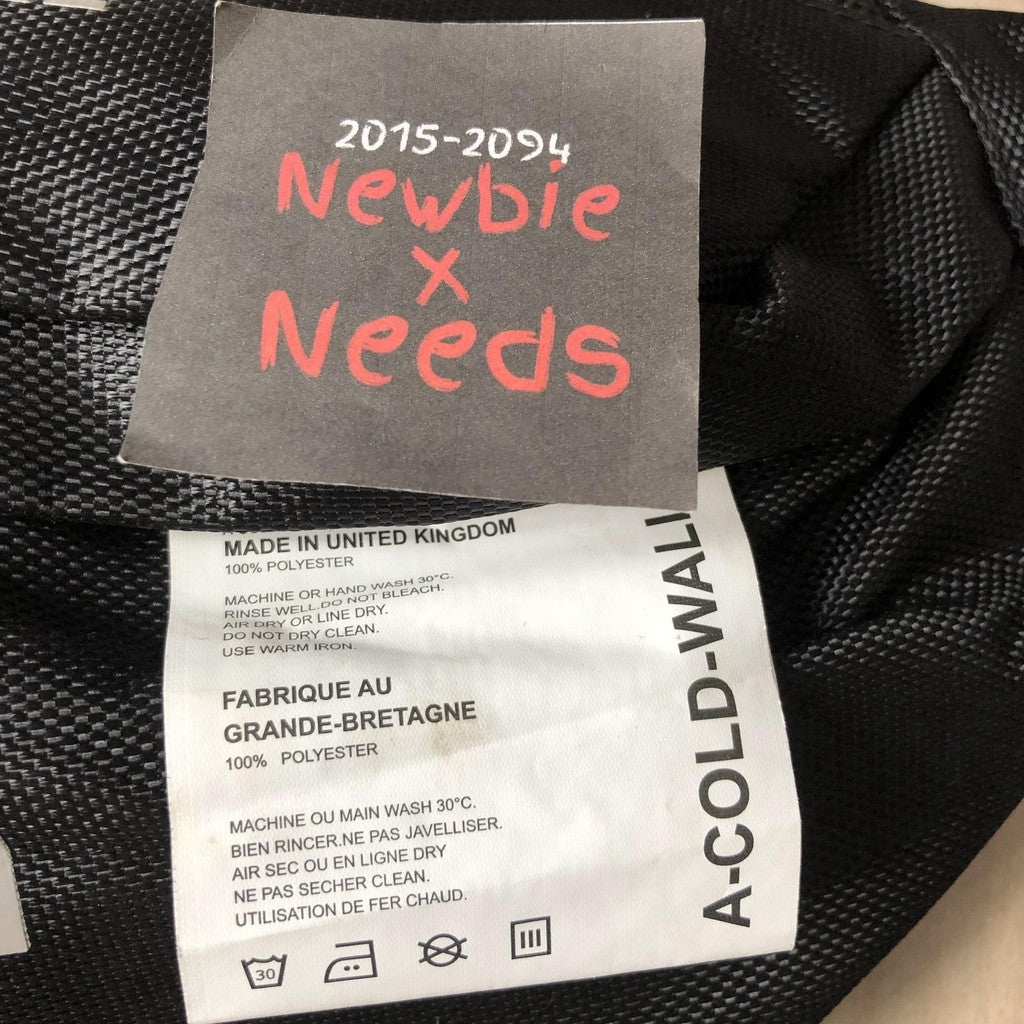 2015-2094
Newbie
x
Needs
MADE IN UNITED KINGDOM
100% POLYESTER
MACHINE OR HAND WASH 30°C.
RINSE WELL.DO NOT BLEACH.
AIR DRY OR LINE DRY.
DO NOT DRY CLEAN.
USE WARM IRON.
FABRIQUE AU
GRANDE-BRETAGNE
100% POLYESTER
MACHINE OU MAIN WASH 30°C.
BIEN RINCER.NE PAS JAVELLISER.
AIR SEC OU EN LIGNE DRY
NE PAS SECHER CLEAN.
UTILISATION DE FER CHAUD.
30
A-COLD-WALL